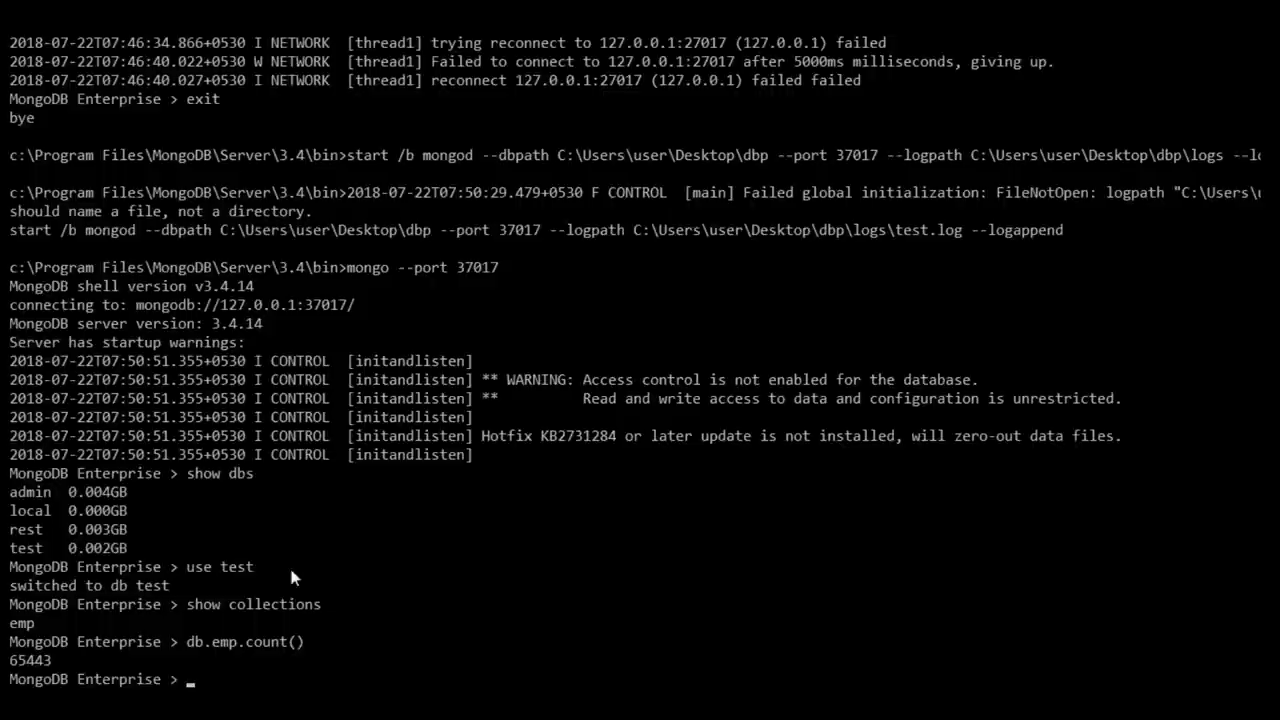 2018-07-22T07:46:34.866+0530 I NETWORK  [thread1] trying reconnect to 127.0.0.1:27017 (127.0.0.1) failed
2018-07-22T07:46:40.022+0530 W NETWORK  [thread1] Failed to connect to 127.0.0.1:27017 after 5000ms milliseconds, giving up.
2018-07-22T07:46:40.027+0530 I NETWORK  [thread1] reconnect 127.0.0.1:27017 (127.0.0.1) failed failed
MongoDB Enterprise > exit
bye
c:\Program Files\MongoDB\Server\3.4\bin>start /b mongod --dbpath C:\Users\user\Desktop\dbp --port 37017 --logpath C:\Users\user\Desktop\dbp\logs --lo
c:\Program Files\MongoDB\Server\3.4\bin>2018-07-22T07:50:29.479+0530 F CONTROL  [main] Failed global initialization: FileNotOpen: logpath "C:\Users\u
should name a file, not a directory.
start /b mongod --dbpath C:\Users\user\Desktop\dbp --port 37017 --logpath C:\Users\user\Desktop\dbp\logs\test.log --logappend
c:\Program Files\MongoDB\Server\3.4\bin>mongo --port 37017
MongoDB shell version v3.4.14
connecting to: mongodb://127.0.0.1:37017/
MongoDB server version: 3.4.14
Server has startup warnings:
2018-07-22T07:50:51.355+0530 I CONTROL  [initandlisten]
2018-07-22T07:50:51.355+0530 I CONTROL  [initandlisten] ** WARNING: Access control is not enabled for the database.
2018-07-22T07:50:51.355+0530 I CONTROL  [initandlisten] **          Read and write access to data and configuration is unrestricted.
2018-07-22T07:50:51.355+0530 I CONTROL  [initandlisten]
2018-07-22T07:50:51.355+0530 I CONTROL  [initandlisten] Hotfix KB2731284 or later update is not installed, will zero-out data files.
2018-07-22T07:50:51.355+0530 I CONTROL  [initandlisten]
MongoDB Enterprise > show dbs
admin  0.004GB
local  0.000GB
rest   0.003GB
test   0.002GB
MongoDB Enterprise > use test
switched to db test
MongoDB Enterprise > show collections
emp
MongoDB Enterprise > db.emp.count()
65443
MongoDB Enterprise > _